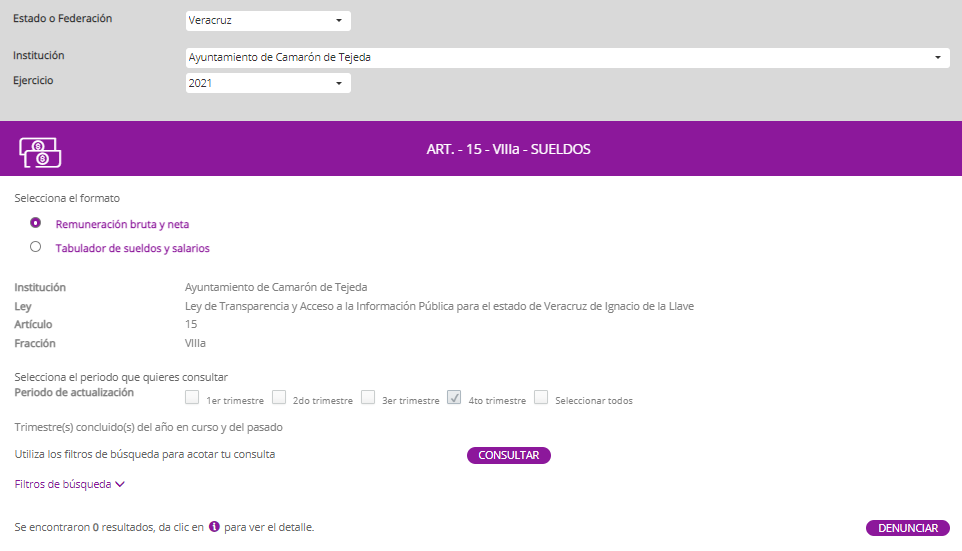 Estado o Federación Veracruz
Institución Ayuntamiento de Camarón de Tejeda
Ejercicio 2021
ART. - 15 - VIIIa - SUELDOS
Selecciona el formato
Remuneración bruta y neta
Tabulador de sueldos y salarios
Institución Ayuntamiento de Camarón de Tejeda
Ley Ley de Transparencia y Acceso a la Información Pública para el estado de Veracruz de Ignacio de la Llave
Artículo 15
Fracción VIIIa
Selecciona el periodo que quieres consultar
Periodo de actualización 1er trimestre 2do trimestre 3er trimestre 4to trimestre Seleccionar todos
Trimestre(s) concluido(s) del año en curso y del pasado
Utiliza los filtros de búsqueda para acotar tu consulta CONSULTAR
Filtros de búsqueda
Se encontraron 0 resultados, da clic en i para ver el detalle. DENUNCIAR